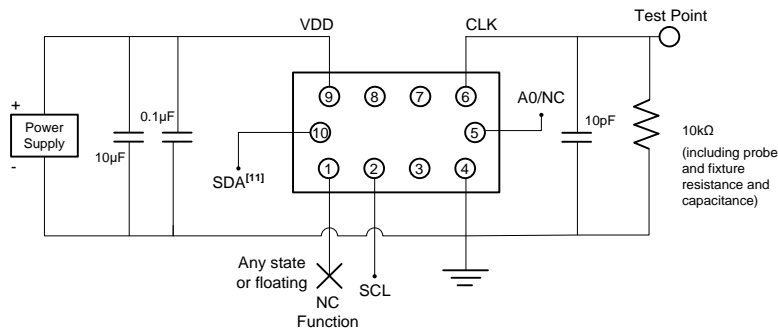 VDD
CLK
Test Point
+
Power
Supply
-
10µF
0.1µF
9
8
7
6
10
5
1
2
3
4
A0/NC
SDA[11]
10pF
10kΩ
(including probe
and fixture
resistance and
capacitance)
Any state
or floating
NC
Function
SCL